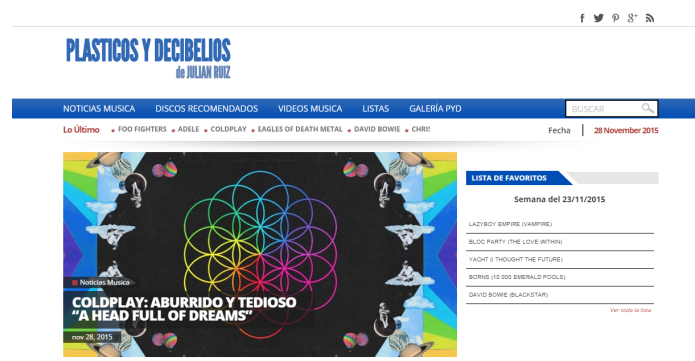 PLASTICOS Y DECIBELIOS
de JULIAN RUIZ
NOTICIAS MUSICA DISCOS RECOMENDADOS VIDEOS MUSICA LISTAS GALERÍA PYD BUSCAR
Lo Último FOO FIGHTERS ADELE COLDPLAY EAGLES OF DEATH METAL DAVID BOWIE CHRIS Fecha 28 November 2015
LISTA DE FAVORITOS
Semana del 23/11/2015
LAZYBOY EMPIRE (VAMPIRE)
BLOC PARTY (THE LOVE WITHIN)
YACHT (I THOUGHT THE FUTURE)
BORNS (10.000 EMERALD POOLS)
DAVID BOWIE (BLACKSTAR)
Ver toda la lista
Noticias Musica
COLDPLAY: ABURRIDO Y TEDIOSO
“A HEAD FULL OF DREAMS”
nov 28, 2015